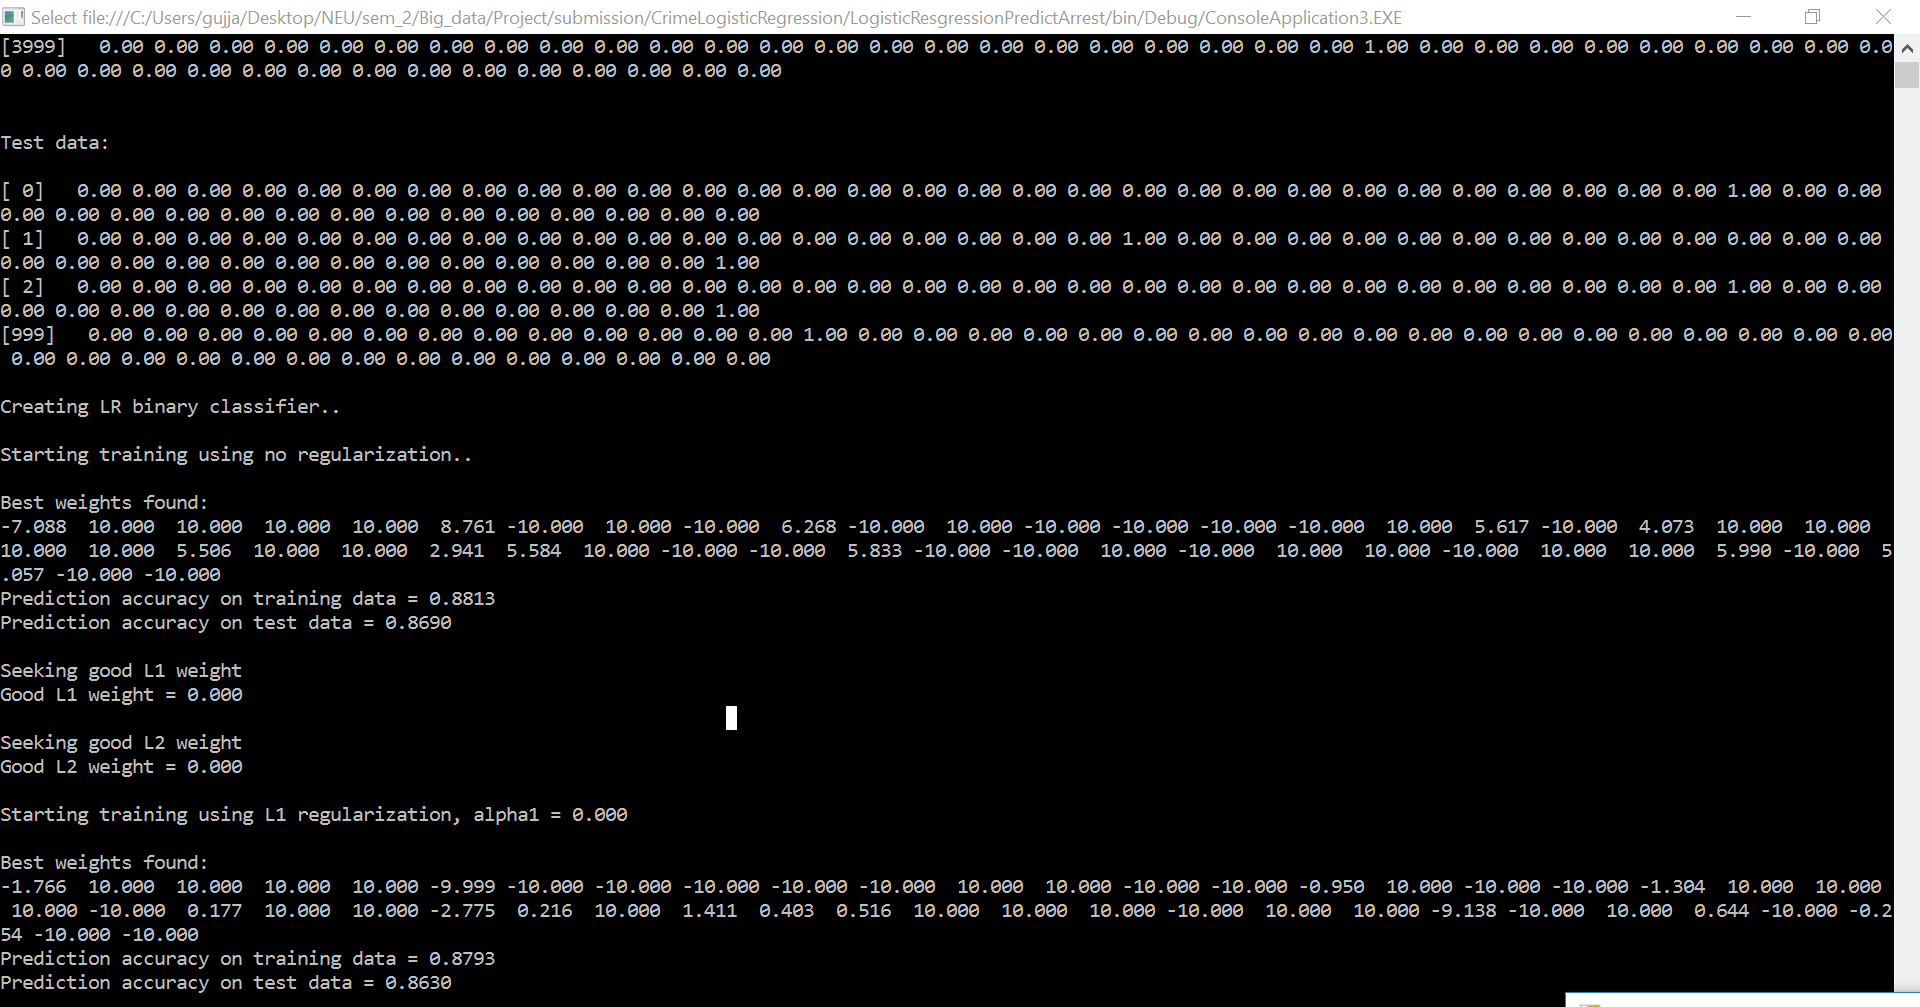 Select file:///C:/Users/gujja/Desktop/NEU/sem_2/Big_data/Project/submission/CrimeLogisticRegression/LogisticResgressionPredictArrest/bin/Debug/ConsoleApplication3.EXE
[3999]   0.00 0.00 0.00 0.00 0.00 0.00 0.00 0.00 0.00 0.00 0.00 0.00 0.00 0.00 0.00 0.00 0.00 0.00 0.00 0.00 0.00 0.00 0.00 1.00 0.00 0.00 0.00 0.00 0.00 0.00 0.00 0.00 0.0
0 0.00 0.00 0.00 0.00 0.00 0.00 0.00 0.00 0.00 0.00 0.00 0.00 0.00 0.00
Test data:
[ 0]   0.00 0.00 0.00 0.00 0.00 0.00 0.00 0.00 0.00 0.00 0.00 0.00 0.00 0.00 0.00 0.00 0.00 0.00 0.00 0.00 0.00 0.00 0.00 0.00 0.00 0.00 0.00 0.00 0.00 0.00 1.00 0.00 0.00
0.00 0.00 0.00 0.00 0.00 0.00 0.00 0.00 0.00 0.00 0.00 0.00 0.00 0.00
[ 1]   0.00 0.00 0.00 0.00 0.00 0.00 0.00 0.00 0.00 0.00 0.00 0.00 0.00 0.00 0.00 0.00 0.00 0.00 0.00 1.00 0.00 0.00 0.00 0.00 0.00 0.00 0.00 0.00 0.00 0.00 0.00 0.00 0.00
0.00 0.00 0.00 0.00 0.00 0.00 0.00 0.00 0.00 0.00 0.00 0.00 0.00 1.00
[ 2]   0.00 0.00 0.00 0.00 0.00 0.00 0.00 0.00 0.00 0.00 0.00 0.00 0.00 0.00 0.00 0.00 0.00 0.00 0.00 0.00 0.00 0.00 0.00 0.00 0.00 0.00 0.00 0.00 0.00 0.00 1.00 0.00 0.00
0.00 0.00 0.00 0.00 0.00 0.00 0.00 0.00 0.00 0.00 0.00 0.00 0.00 1.00
[999]   0.00 0.00 0.00 0.00 0.00 0.00 0.00 0.00 0.00 0.00 0.00 0.00 0.00 1.00 0.00 0.00 0.00 0.00 0.00 0.00 0.00 0.00 0.00 0.00 0.00 0.00 0.00 0.00 0.00 0.00 0.00 0.00 0.00
0.00 0.00 0.00 0.00 0.00 0.00 0.00 0.00 0.00 0.00 0.00 0.00 0.00 0.00
Creating LR binary classifier..
Starting training using no regularization..
Best weights found:
-7.088  10.000  10.000  10.000  10.000  8.761 -10.000  10.000 -10.000  6.268 -10.000  10.000 -10.000 -10.000 -10.000 -10.000  10.000  5.617 -10.000  4.073  10.000  10.000
10.000  10.000  5.506  10.000  10.000  2.941  5.584  10.000 -10.000 -10.000  5.833 -10.000 -10.000  10.000 -10.000  10.000  10.000 -10.000  10.000  10.000  5.990 -10.000  5
.057 -10.000 -10.000
Prediction accuracy on training data = 0.8813
Prediction accuracy on test data = 0.8690
Seeking good L1 weight
Good L1 weight = 0.000
Seeking good L2 weight
Good L2 weight = 0.000
Starting training using L1 regularization, alpha1 = 0.000
Best weights found:
-1.766  10.000  10.000  10.000  10.000 -9.999 -10.000 -10.000 -10.000 -10.000 -10.000  10.000  10.000 -10.000 -10.000 -0.950  10.000 -10.000 -10.000 -1.304  10.000  10.000
10.000 -10.000  0.177  10.000  10.000 -2.775  0.216  10.000  1.411  0.403  0.516  10.000  10.000  10.000 -10.000  10.000  10.000 -9.138 -10.000  10.000  0.644 -10.000 -0.2
54 -10.000 -10.000
Prediction accuracy on training data = 0.8793
Prediction accuracy on test data = 0.8630